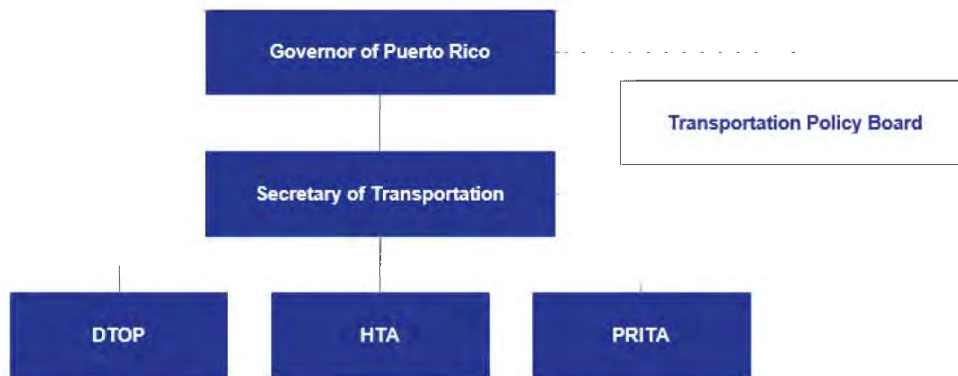 Governor of Puerto Rico
Transportation Policy Board
Secretary of Transportation
DTOP
HTA
PRITA